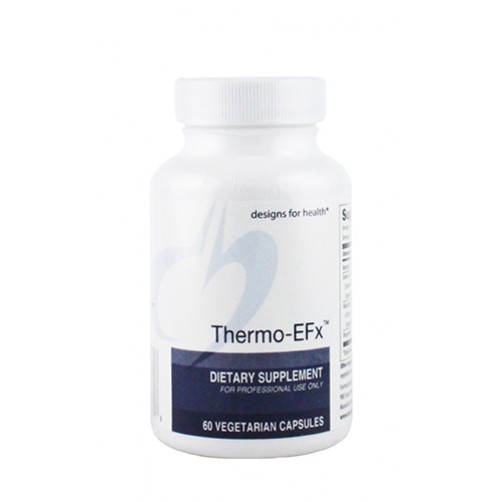 designs for health®
Thermo-EFx™
DIETARY SUPPLEMENT
FOR PROFESSIONAL USE ONLY
60 VEGETARIAN CAPSULES